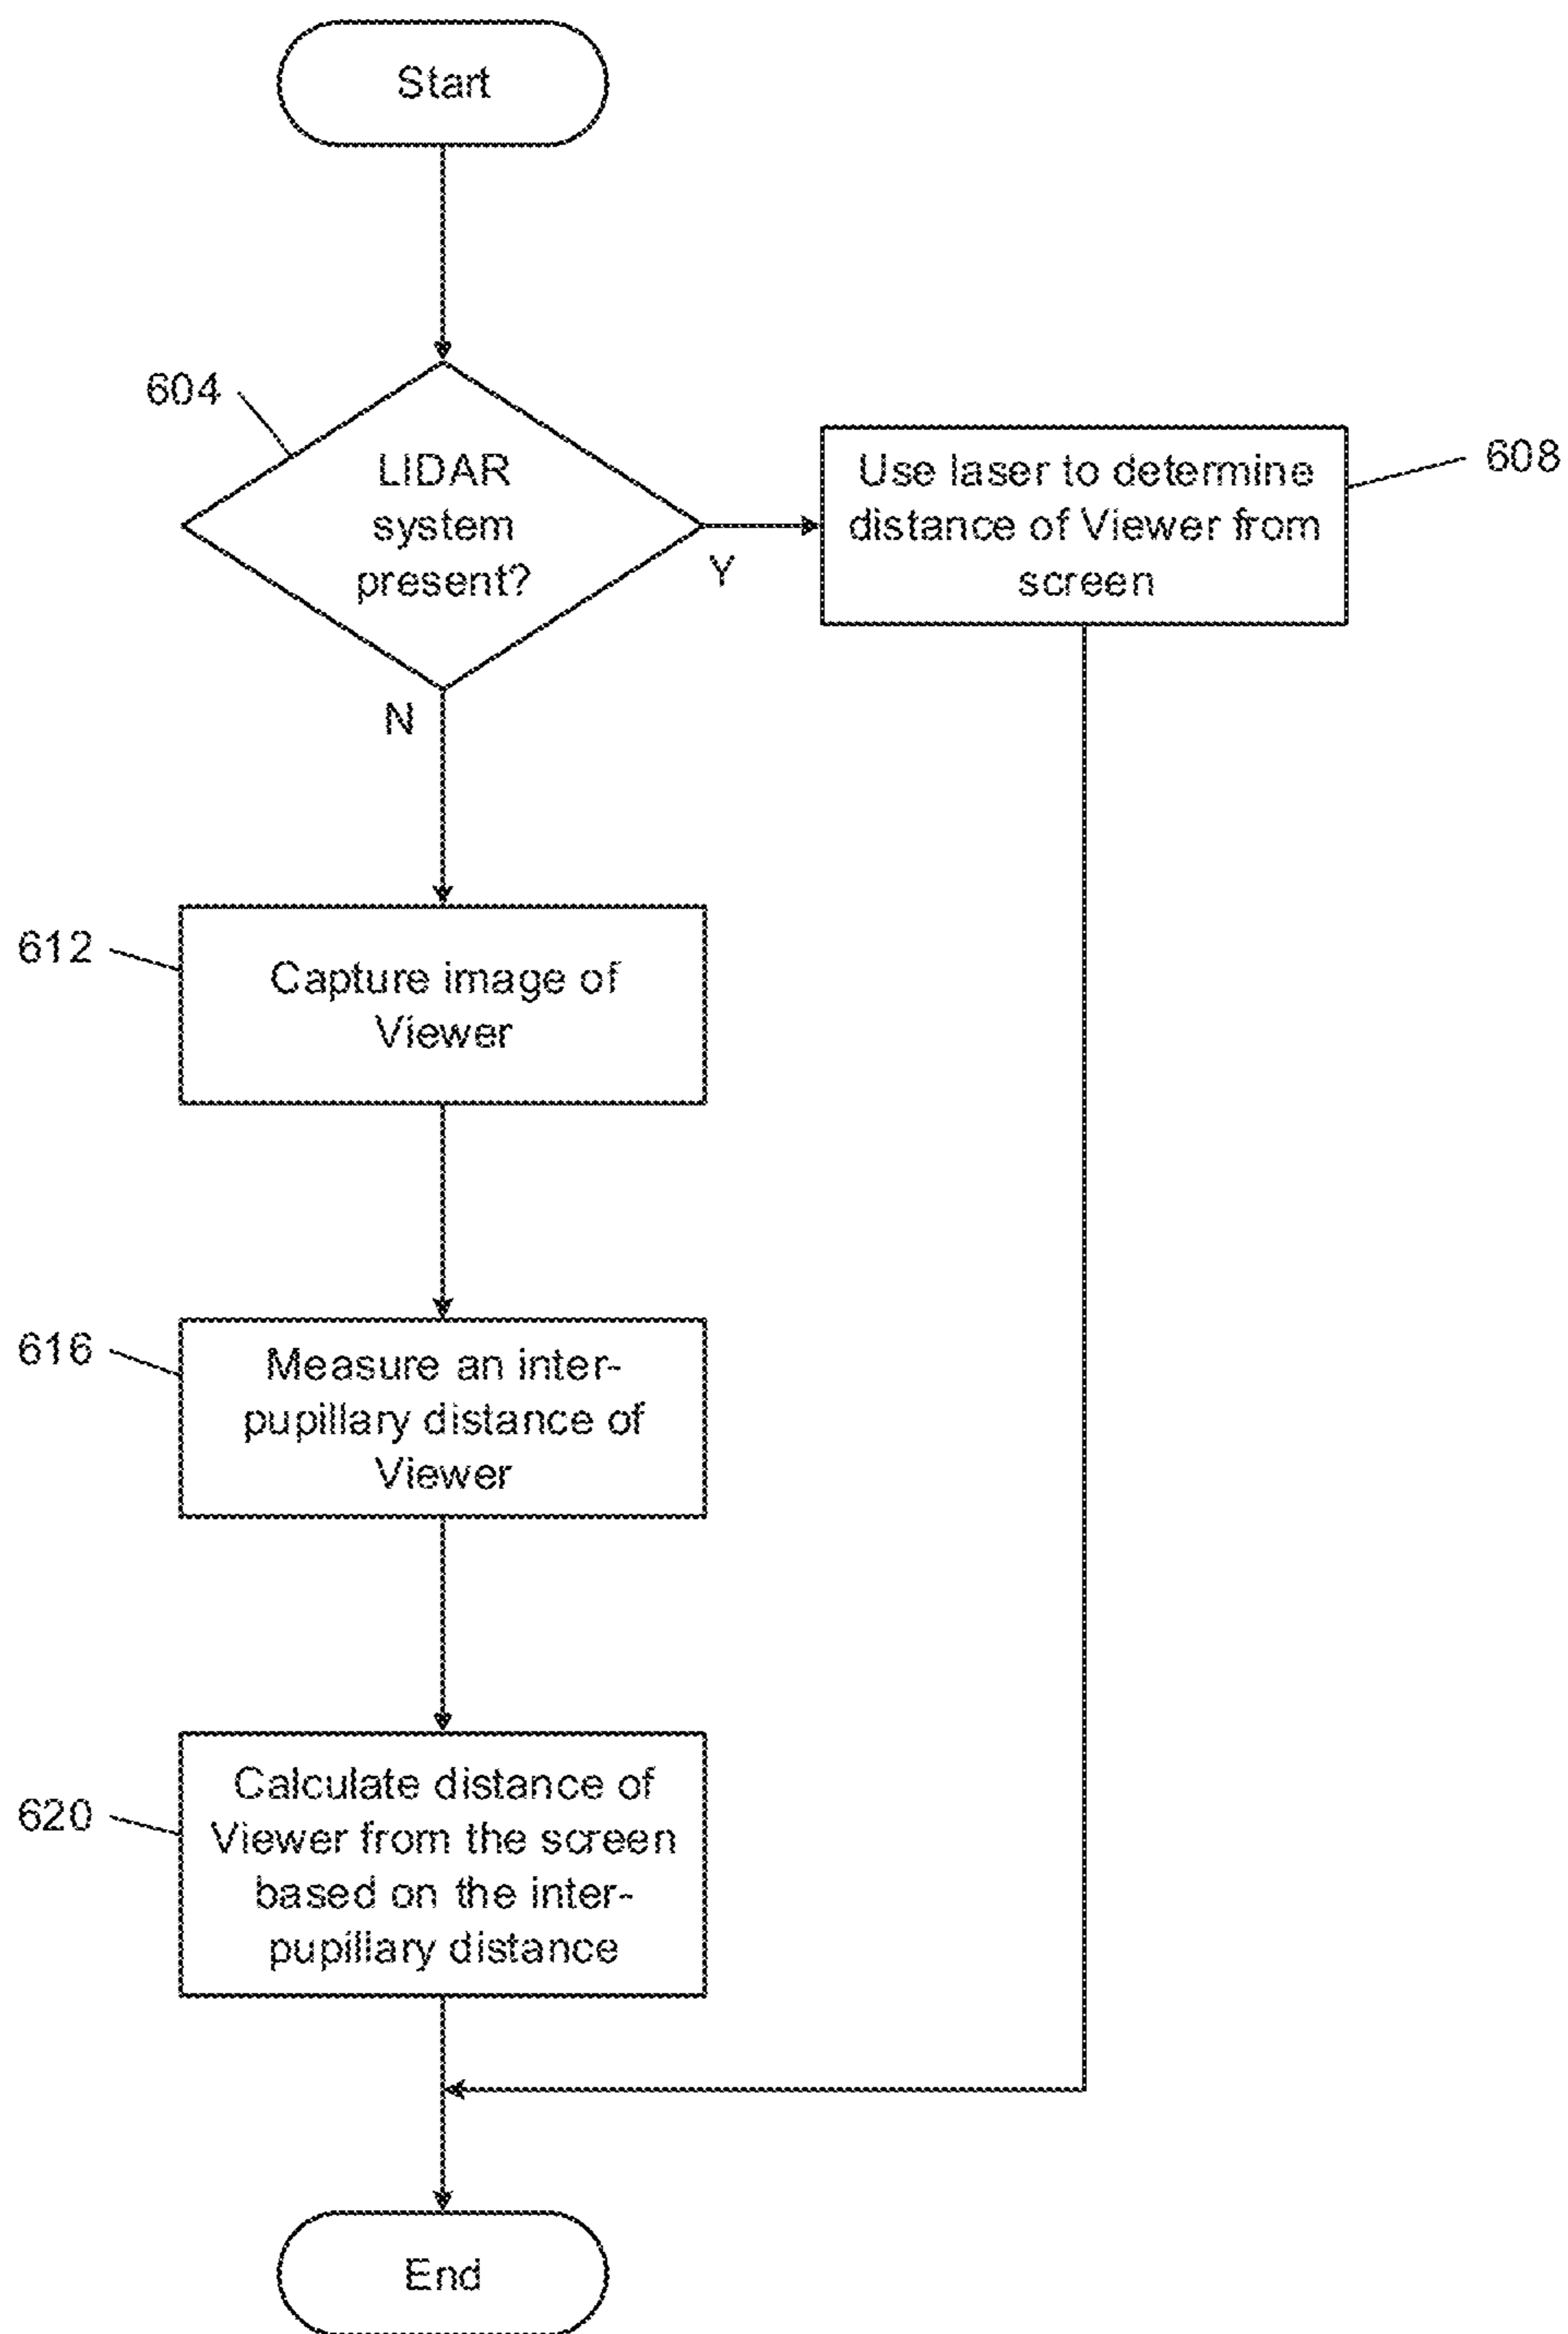 Start
604
LIDAR
system
present?
Y
N
Use laser to determine
distance of Viewer from
screen
608
612
Capture image of
Viewer
616
Measure an inter-
pupillary distance of
Viewer
620
Calculate distance of
Viewer from the screen
based on the inter-
pupillary distance
End